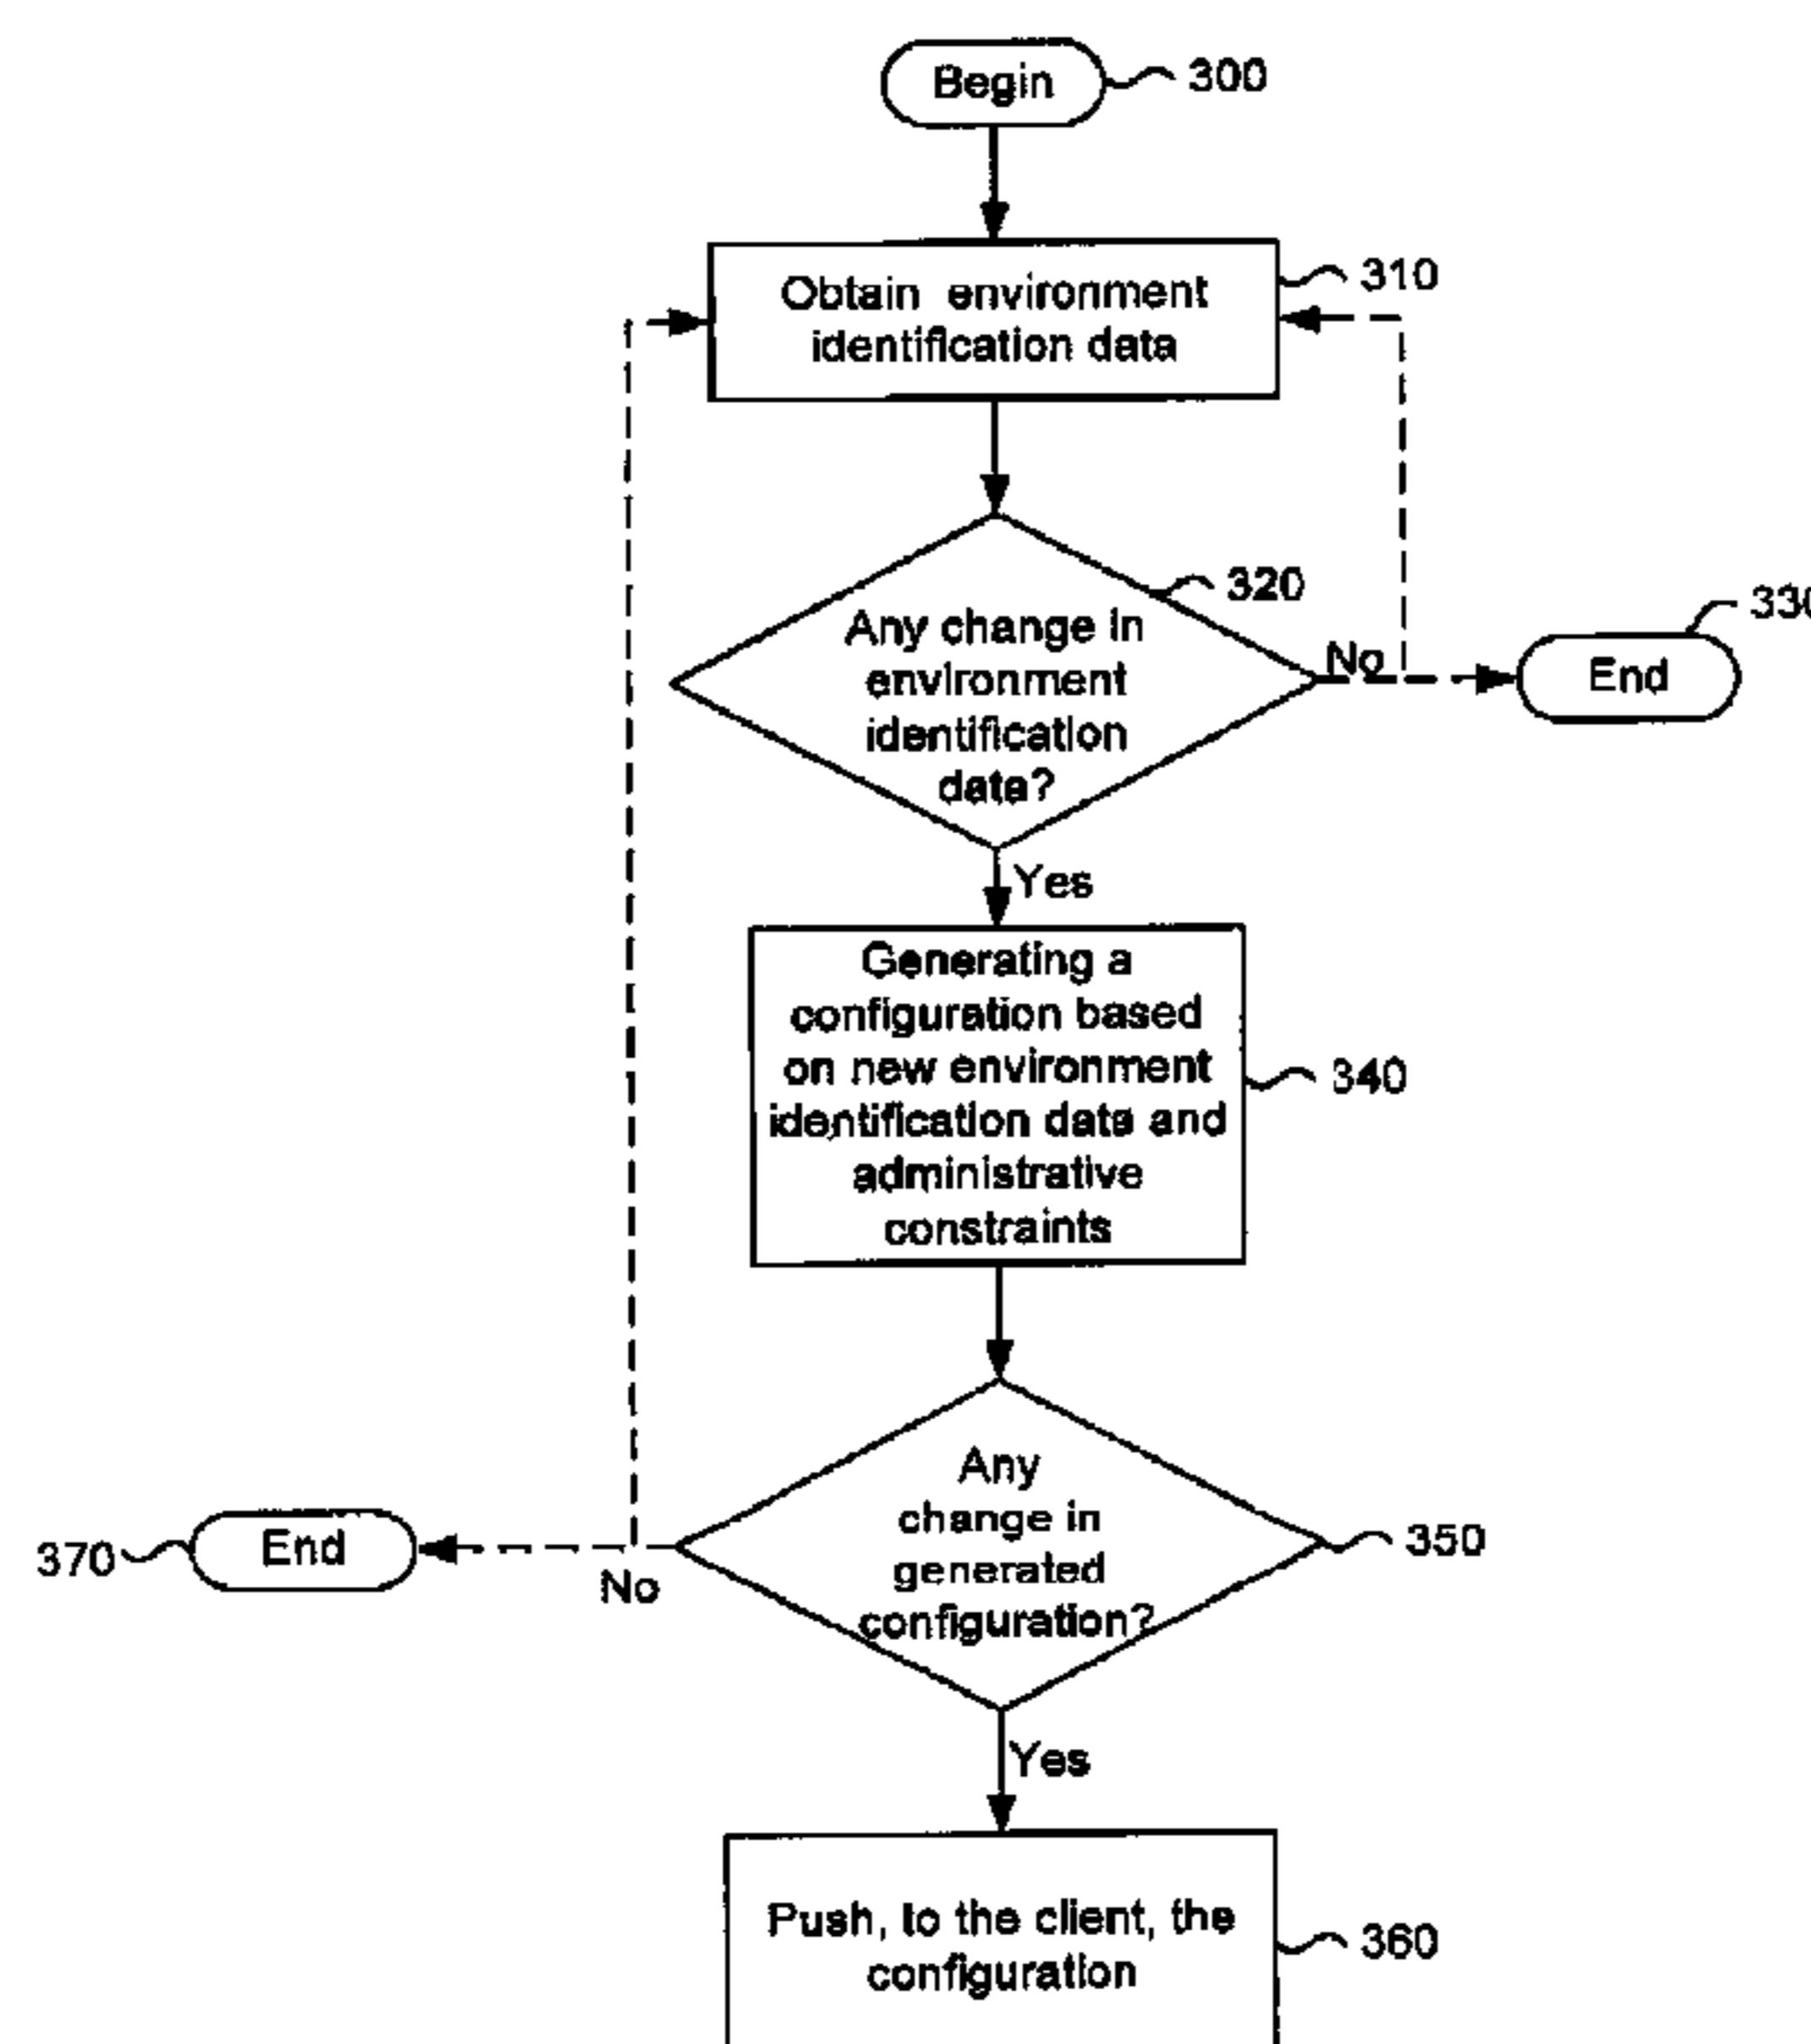 Begin
300
Obtain environment
identification data
310
320
Any change in
environment
identification
data?
No
330
End
Yes
Generating a
configuration based
on new environment
identification data and
administrative
constraints
340
Any
change in
generated
configuration?
350
370
End
No
Yes
Push, to the client, the
configuration
360